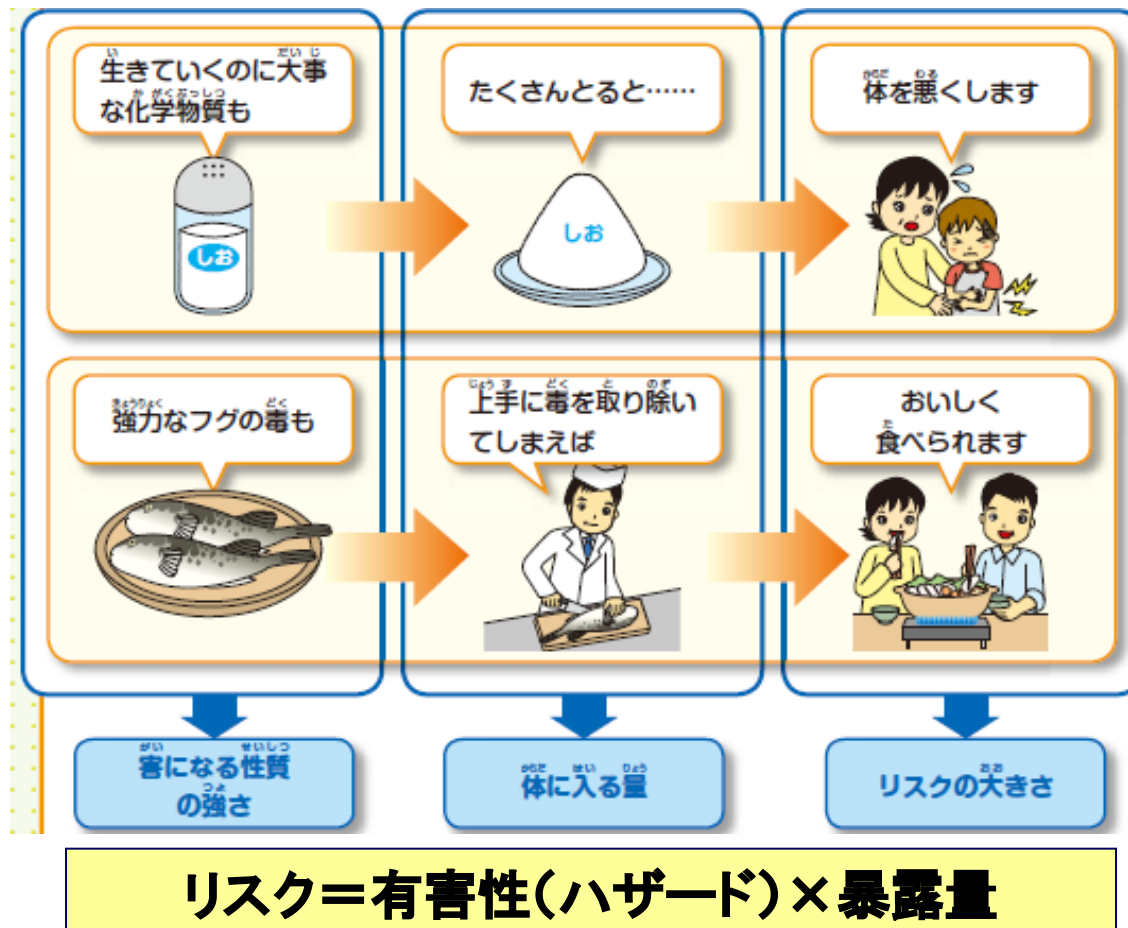 生きていくのに大事
な化学物質も
たくさんとると……
体を悪くします
しお
しお
強力なフグの毒も
上手に毒を取り除い
てしまえば
おいしく
食べられます
害になる性質
の強さ
体に入る量
リスクの大きさ
リスク＝有害性（ハザード）×暴露量